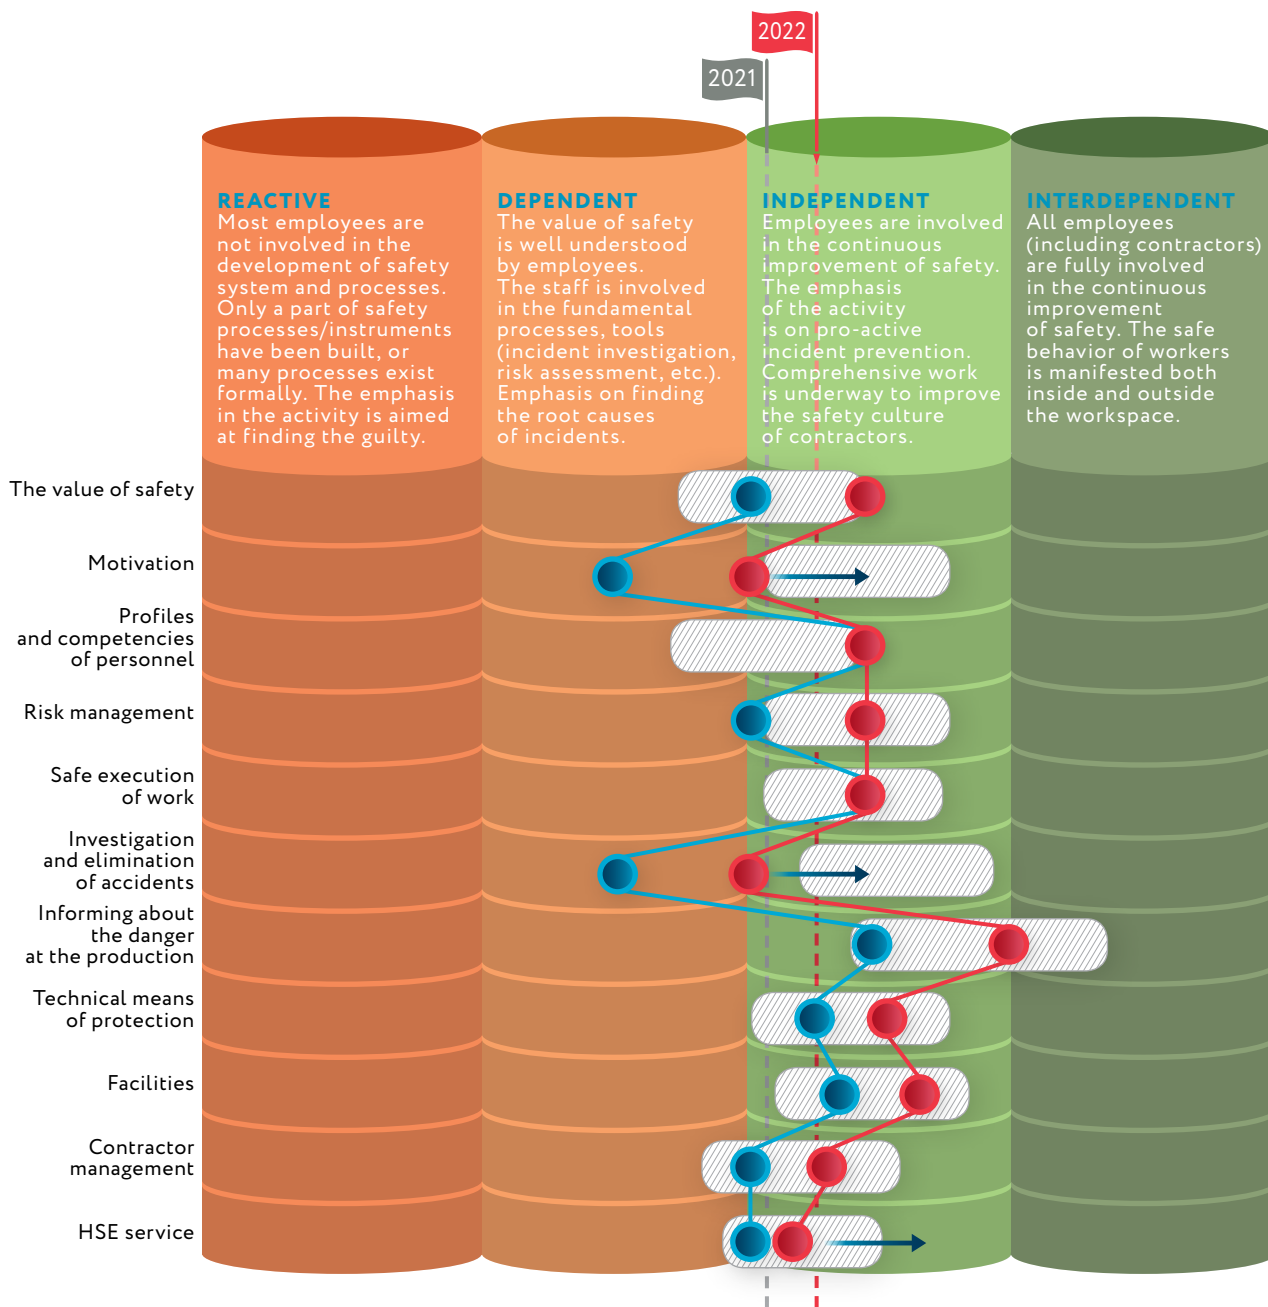 2022
2021
REACTIVE
Most employees are
not involved in the
development of safety
system and processes.
Only a part of safety
processes/instruments
have been built, or
many processes exist
formally. The emphasis
in the activity is aimed
at finding the guilty.
DEPENDENT
The value of safety
is well understood
by employees.
The staff is involved
in the fundamental
processes, tools
(incident investigation,
risk assessment, etc.).
Emphasis on finding
the root causes
of incidents.
INDEPENDENT
Employees are involved
in the continuous
improvement of safety.
The emphasis
of the activity
is on pro-active
incident prevention.
Comprehensive work
is underway to improve
the safety culture
of contractors.
INTERDEPENDENT
All employees
(including contractors)
are fully involved
in the continuous
improvement
of safety. The safe
behavior of workers
is manifested both
inside and outside
the workspace.
The value of safety
Motivation
Profiles
and competencies
of personnel
Risk management
Safe execution
of work
Investigation
and elimination
of accidents
Informing about
the danger
at the production
Technical means
of protection
Facilities
Contractor
management
HSE service